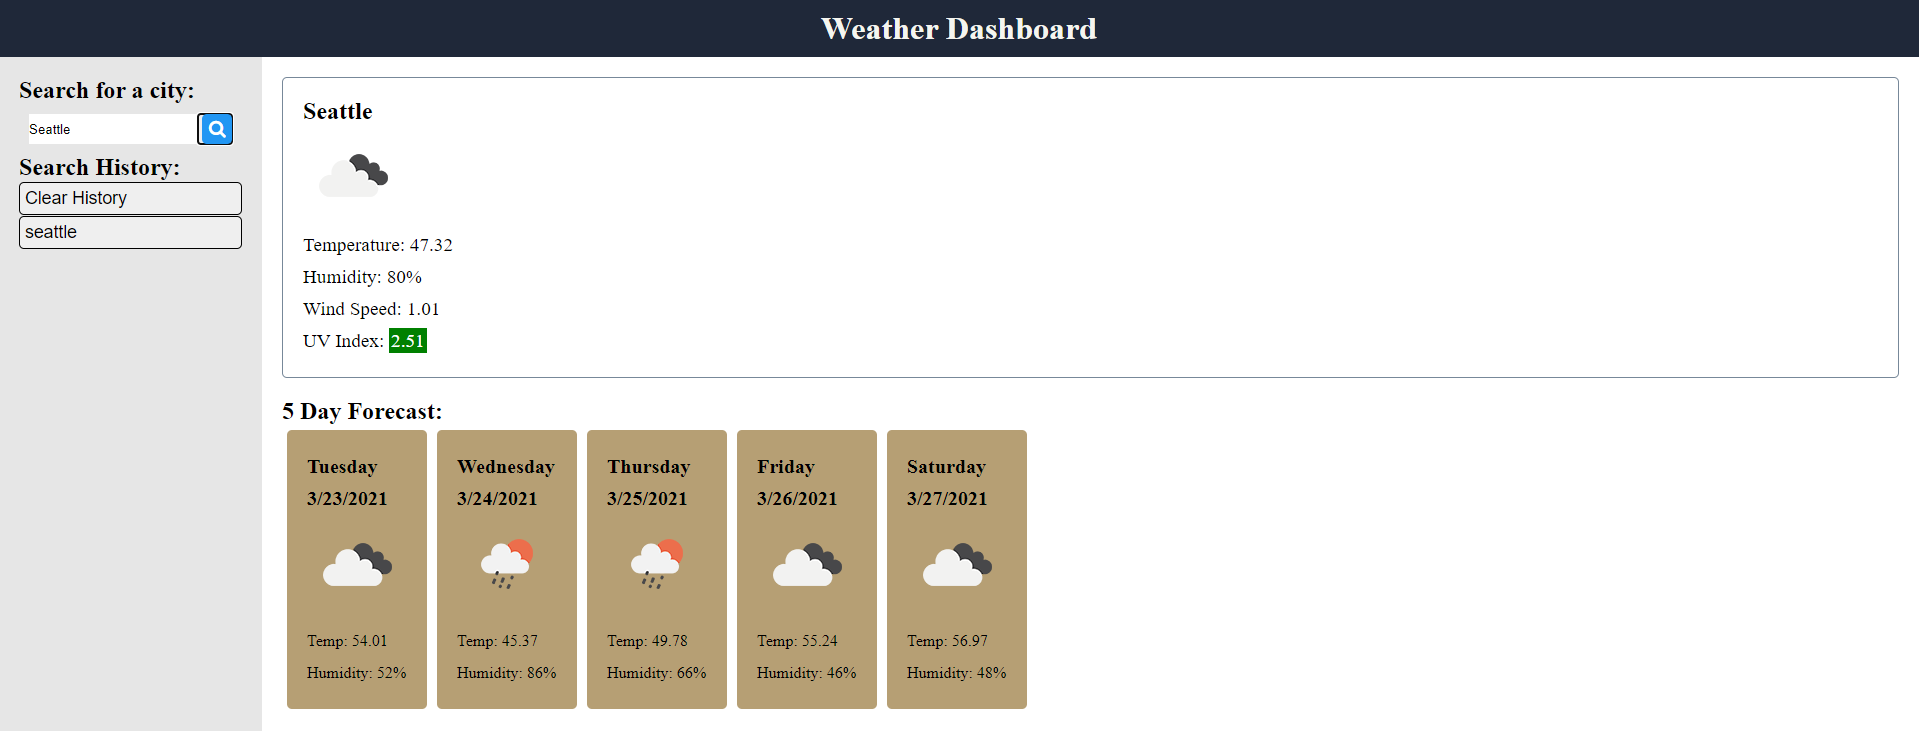 Weather Dashboard
Search for a city:
Seattle
Search History:
Clear History
seattle
Seattle
Temperature: 47.32
Humidity: 80%
Wind Speed: 1.01
UV Index: 2.51
5 Day Forecast:
Tuesday
3/23/2021
Temp: 54.01
Humidity: 52%
Wednesday
3/24/2021
Temp: 45.37
Humidity: 86%
Thursday
3/25/2021
Temp: 49.78
Humidity: 66%
Friday
3/26/2021
Temp: 55.24
Humidity: 46%
Saturday
3/27/2021
Temp: 56.97
Humidity: 48%